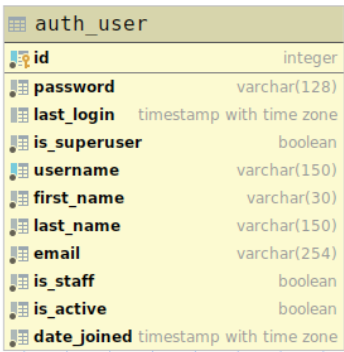 auth_user
id integer
password varchar(128)
last_login timestamp with time zone
is_superuser boolean
username varchar(150)
first_name varchar(30)
last_name varchar(150)
email varchar(254)
is_staff boolean
is_active boolean
date_joined timestamp with time zone